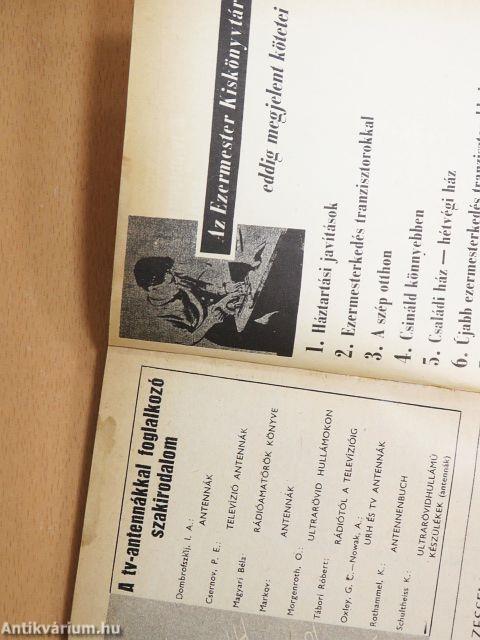 Az Ezermester Kiskönyvtár
eddig megjelent kötetei
1. Háztartási javítások
2. Ezermesterkedés tranzisztorokkal
3. A szép otthon
4. Csináld könnyebben
5. Családi ház — hétvégi ház
6. Újabb ezermesterkedés
A tv-antennákkal foglalkozó
szakirodalom
Dombrofszkij, I. A.:
ANTENNÁK
Csernov, P. E.:
TELEVÍZIÓ ANTENNÁK
Magyari Béla:
RÁDIÓAMATŐRÖK KÖNYVE
Markov:
ANTENNÁK
Morgenroth, O.:
ULTRARÖVID HULLÁMOKON
Tábori Róbert:
RÁDIÓTÓL A TELEVÍZIÓIG
Oxley, G. C.—Nowak, A.:
URH ÉS TV ANTENNÁK
Rothammel, K.:
ANTENNENBUCH
Schultheiss K.:
ULTRARÖVIDHULLÁMÚ
KÉSZÜLÉKEK (antennák)
Antikvárium.hu